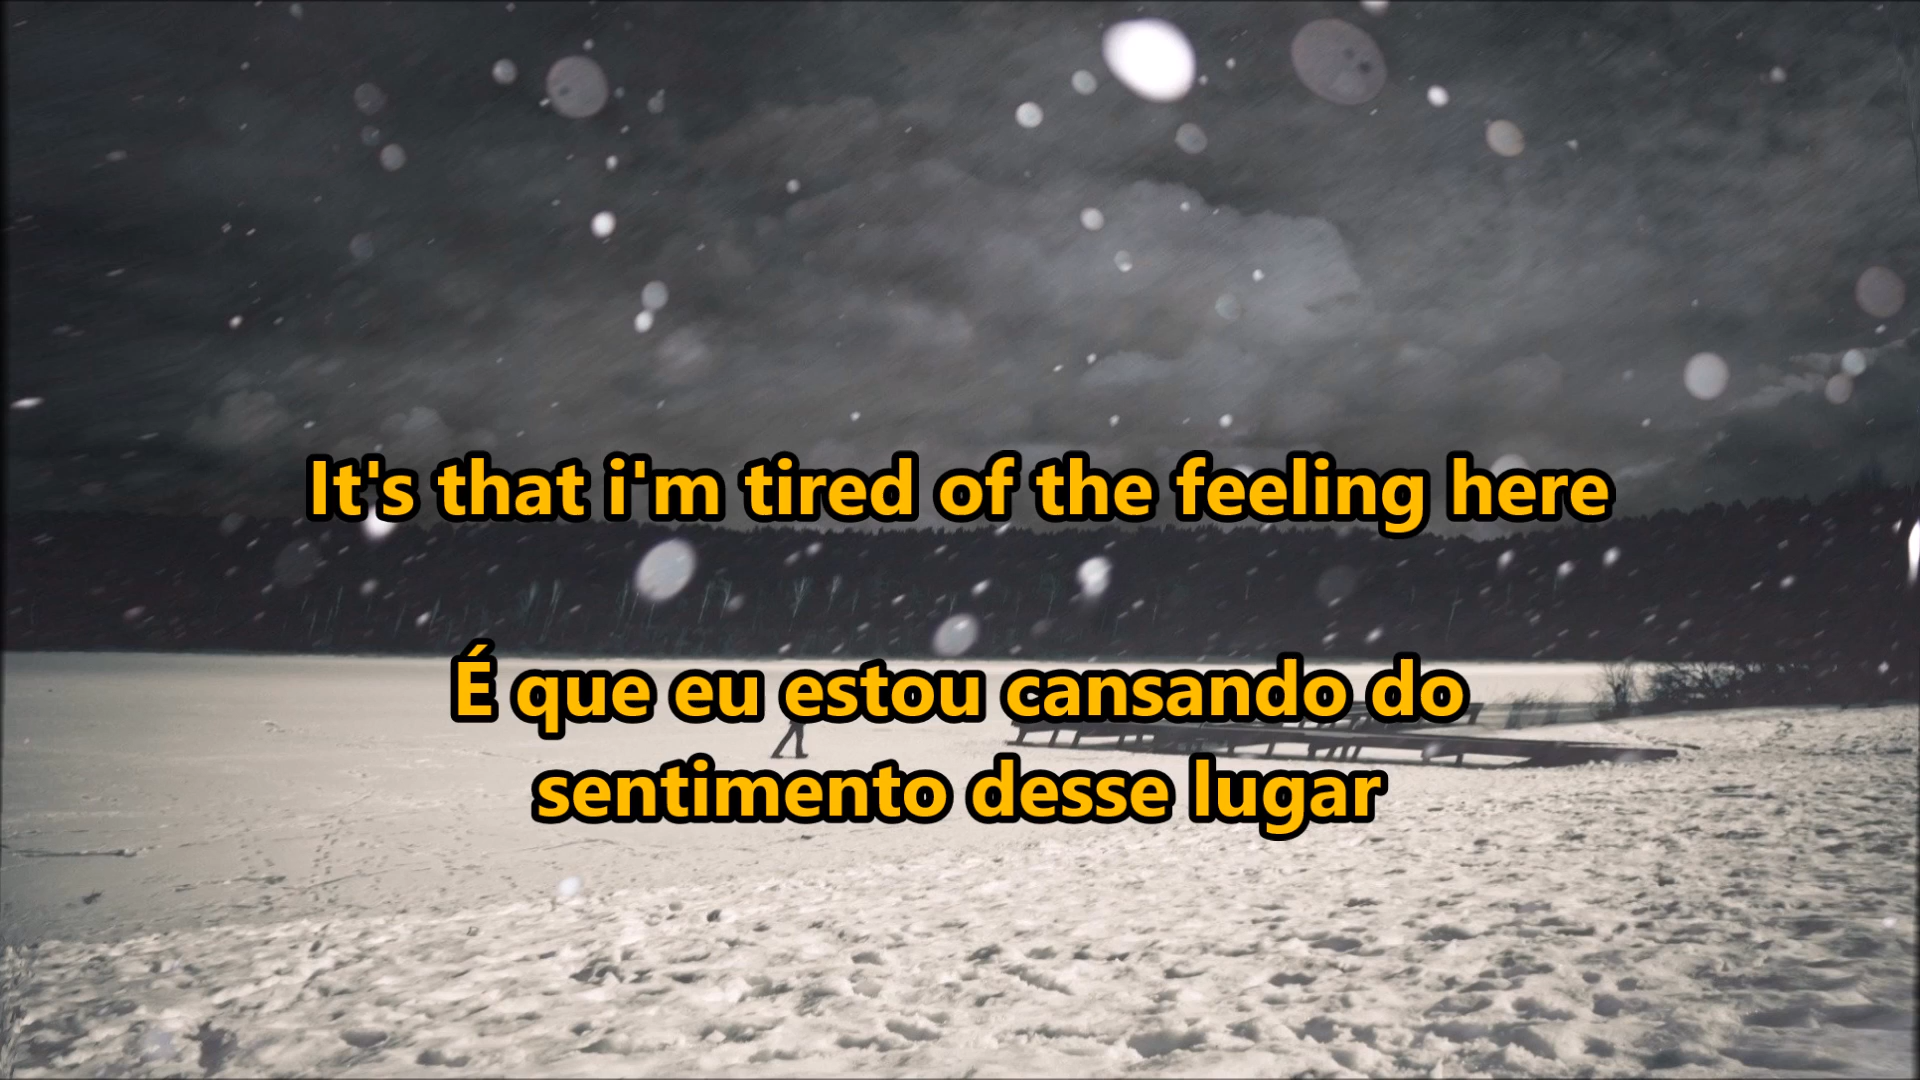 It's that i'm tired of the feeling here
É que eu estou cansando do
sentimento desse lugar